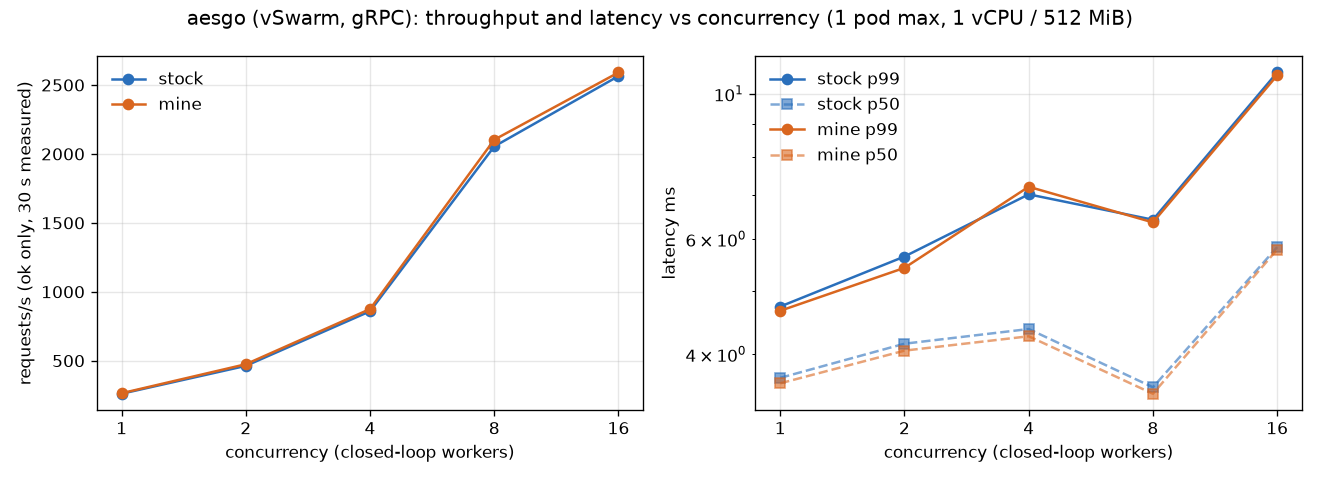 aesgo (vSwarm, gRPC): throughput and latency vs concurrency (1 pod max, 1 vCPU / 512 MiB)
requests/s (ok only, 30 s measured)
2500
2000
1500
1000
500
stock
mine
1 2 4 8 16
concurrency (closed-loop workers)
latency ms
10¹
6 × 10⁰
4 × 10⁰
stock p99
stock p50
mine p99
mine p50
1 2 4 8 16
concurrency (closed-loop workers)